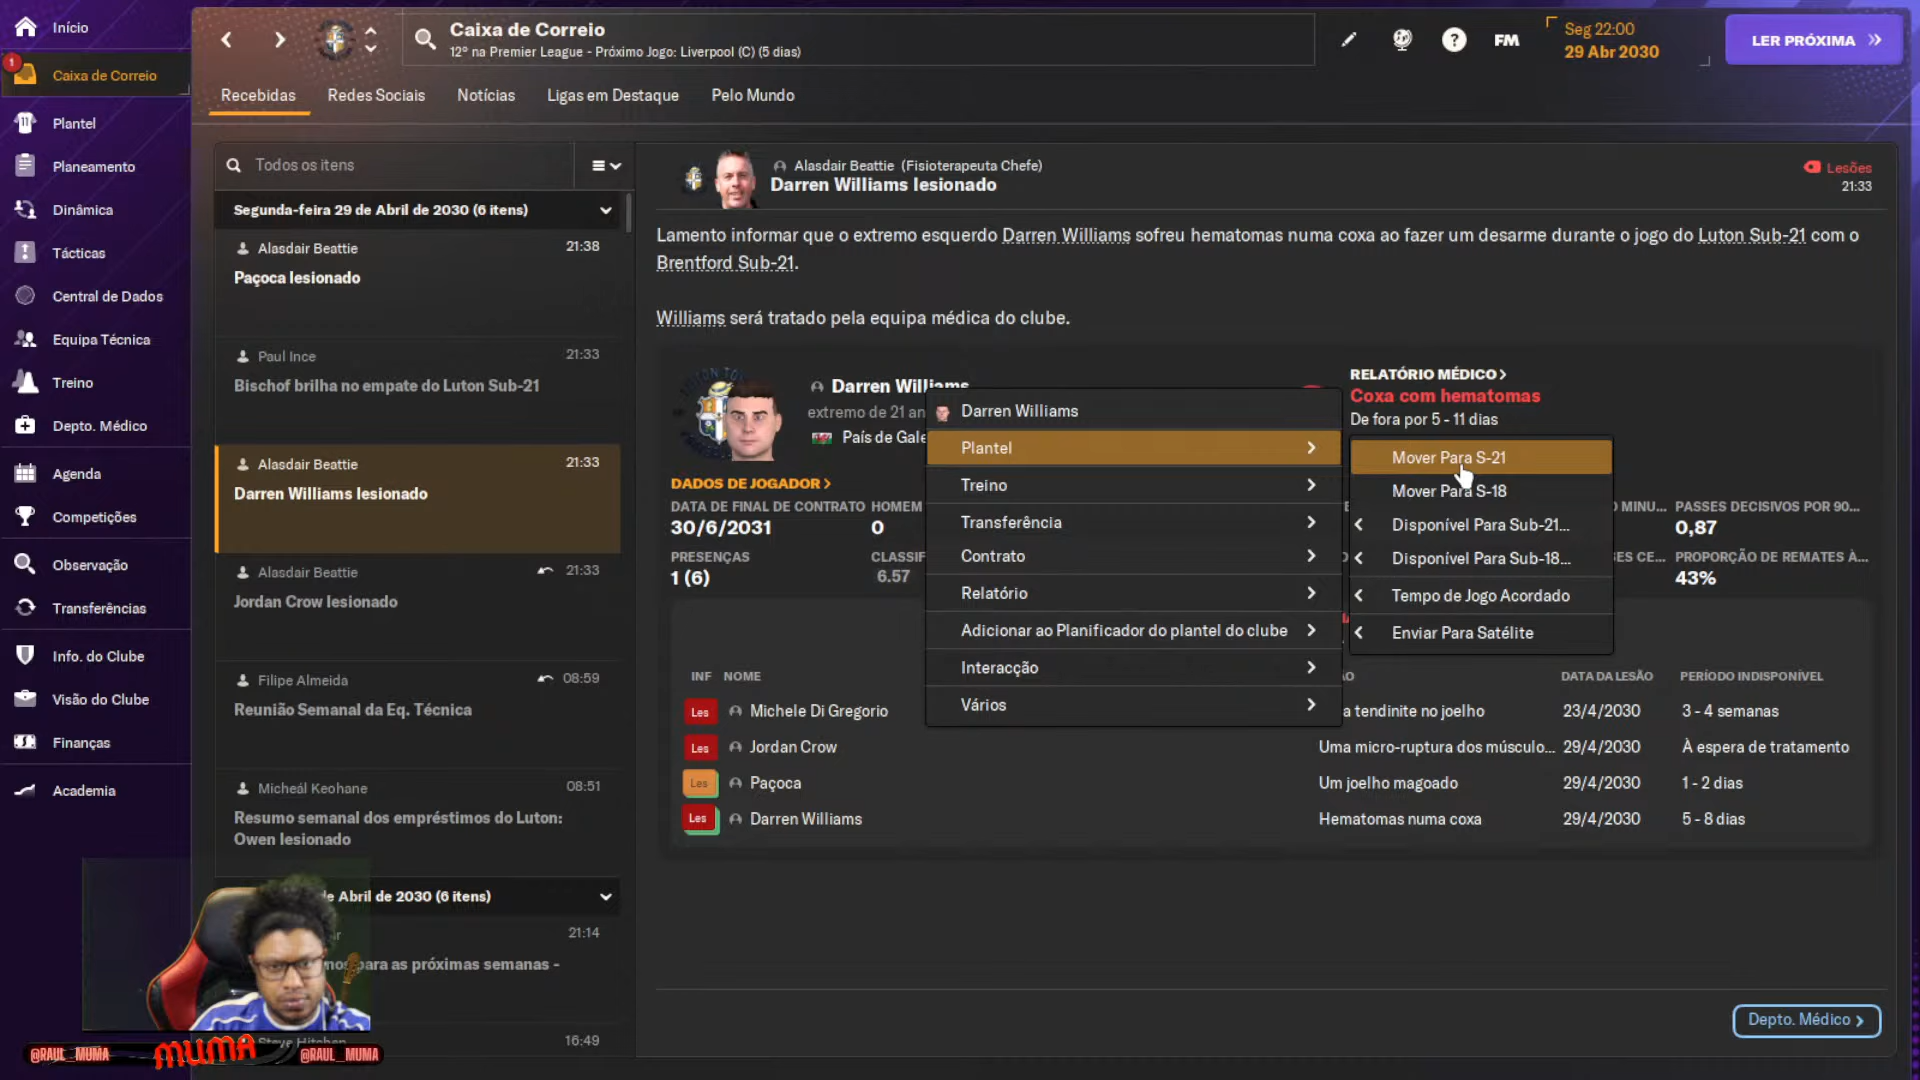 Início
1
Caixa de Correio
Plantel
Planeamento
Dinâmica
Tácticas
Central de Dados
Equipa Técnica
Treino
Depto. Médico
Agenda
Competições
Observação
Transferências
Info. do Clube
Visão do Clube
Finanças
Academia
Caixa de Correio
12º na Premier League - Próximo Jogo: Liverpool (C) (5 dias)
FM
Seg 22:00
29 Abr 2030
LER PRÓXIMA
Recebidas
Redes Sociais
Notícias
Ligas em Destaque
Pelo Mundo
Todos os itens
Segunda-feira 29 de Abril de 2030 (6 itens)
Alasdair Beattie 21:38
Paçoca lesionado
Paul Ince 21:33
Bischof brilha no empate do Luton Sub-21
Alasdair Beattie 21:33
Darren Williams lesionado
Alasdair Beattie 21:33
Jordan Crow lesionado
Filipe Almeida 08:59
Reunião Semanal da Eq. Técnica
Micheál Keohane 08:51
Resumo semanal dos empréstimos do Luton:
Owen lesionado
Abril de 2030 (6 itens)
21:14
para as próximas semanas -
16:49
Alasdair Beattie (Fisioterapeuta Chefe)
Darren Williams lesionado
Lesões
21:33
Lamento informar que o extremo esquerdo Darren Williams sofreu hematomas numa coxa ao fazer um desarme durante o jogo do Luton Sub-21 com o
Brentford Sub-21.
Williams será tratado pela equipa médica do clube.
Darren Williams
extremo de 21 an
País de Gale
DADOS DE JOGADOR
DATA DE FINAL DE CONTRATO
30/6/2031
HOMEM
0
PRESENÇAS
1 (6)
CLASSIF
6.57
RELATÓRIO MÉDICO
Coxa com hematomas
De fora por 5 - 11 dias
MINU...
PASSES DECISIVOS POR 90...
0,87
ES CE...
PROPORÇÃO DE REMATES À...
43%
Darren Williams
Plantel
Treino
Transferência
Contrato
Relatório
Adicionar ao Planificador do plantel do clube
Interacção
Vários
Mover Para S-21
Mover Para S-18
Disponível Para Sub-21...
Disponível Para Sub-18...
Tempo de Jogo Acordado
Enviar Para Satélite
INF NOME
DATA DA LESÃO PERÍODO INDISPONÍVEL
Les Michele Di Gregorio a tendinite no joelho 23/4/2030 3 - 4 semanas
Les Jordan Crow Uma micro-ruptura dos músculo... 29/4/2030 À espera de tratamento
Les Paçoca Um joelho magoado 29/4/2030 1 - 2 dias
Les Darren Williams Hematomas numa coxa 29/4/2030 5 - 8 dias
Depto. Médico
@RAUL_MUMA
MUMA
@RAUL_MUMA